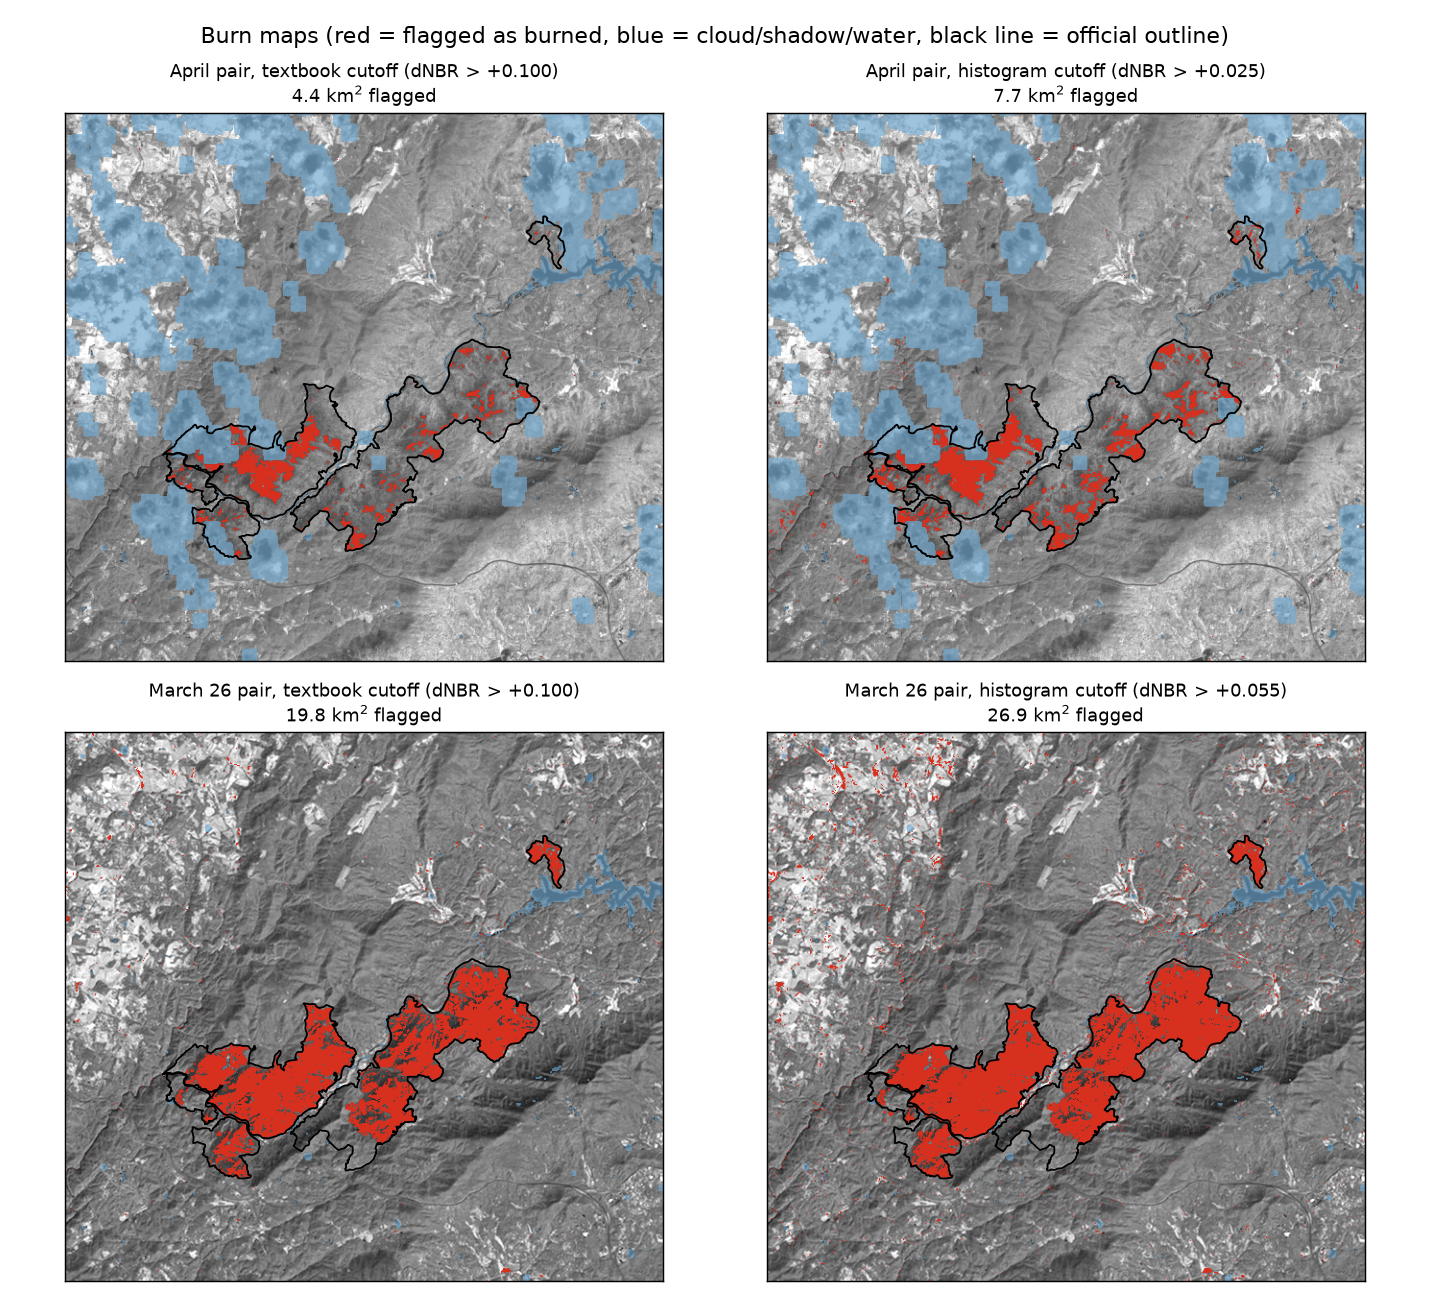 Burn maps (red = flagged as burned, blue = cloud/shadow/water, black line = official outline)
April pair, textbook cutoff (dNBR > +0.100)
4.4 km² flagged
April pair, histogram cutoff (dNBR > +0.025)
7.7 km² flagged
March 26 pair, textbook cutoff (dNBR > +0.100)
19.8 km² flagged
March 26 pair, histogram cutoff (dNBR > +0.055)
26.9 km² flagged